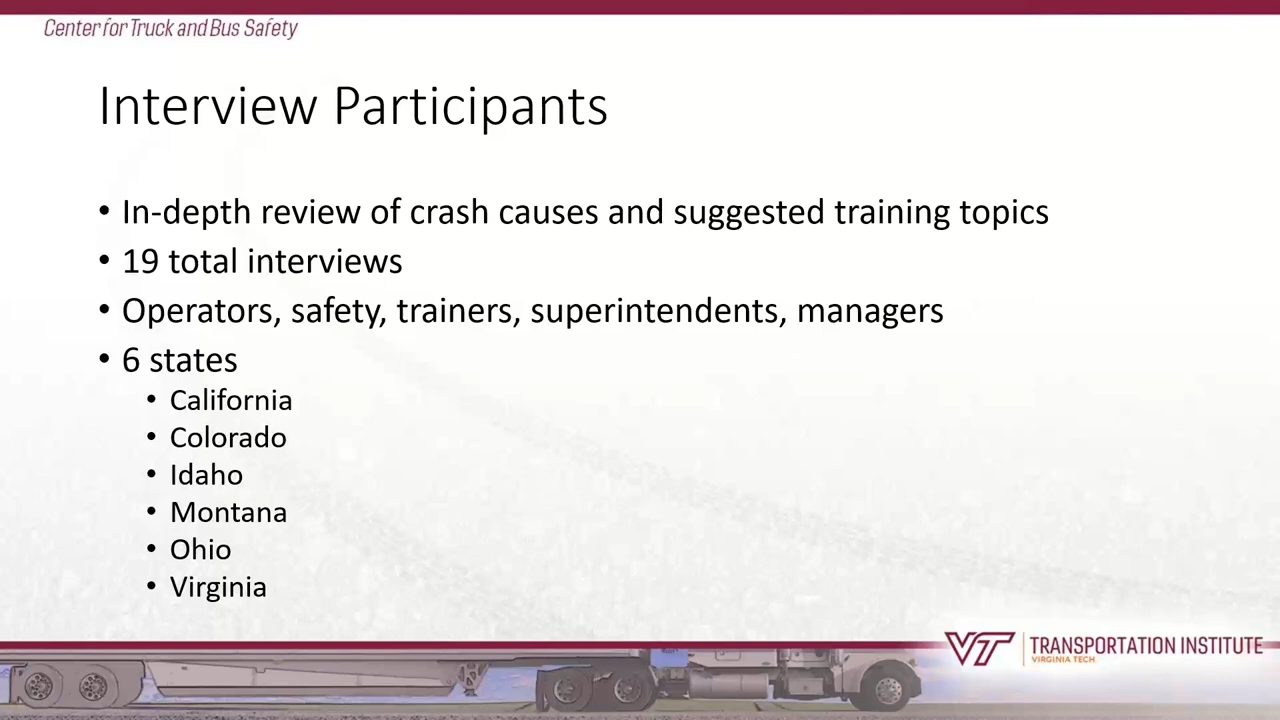 Center for Truck and Bus Safety
Interview Participants
• In-depth review of crash causes and suggested training topics
• 19 total interviews
• Operators, safety, trainers, superintendents, managers
• 6 states
• California
• Colorado
• Idaho
• Montana
• Ohio
• Virginia
VT TRANSPORTATION INSTITUTE
VIRGINIA TECH